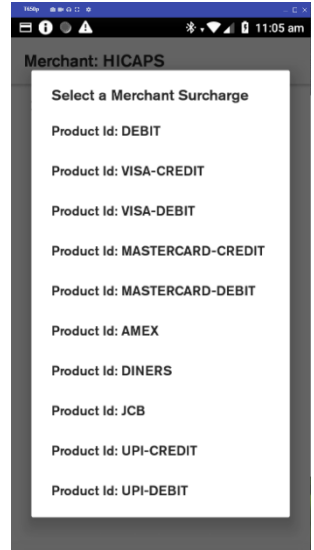 11:05 am
Merchant: HICAPS
Select a Merchant Surcharge
Product Id: DEBIT
Product Id: VISA-CREDIT
Product Id: VISA-DEBIT
Product Id: MASTERCARD-CREDIT
Product Id: MASTERCARD-DEBIT
Product Id: AMEX
Product Id: DINERS
Product Id: JCB
Product Id: UPI-CREDIT
Product Id: UPI-DEBIT